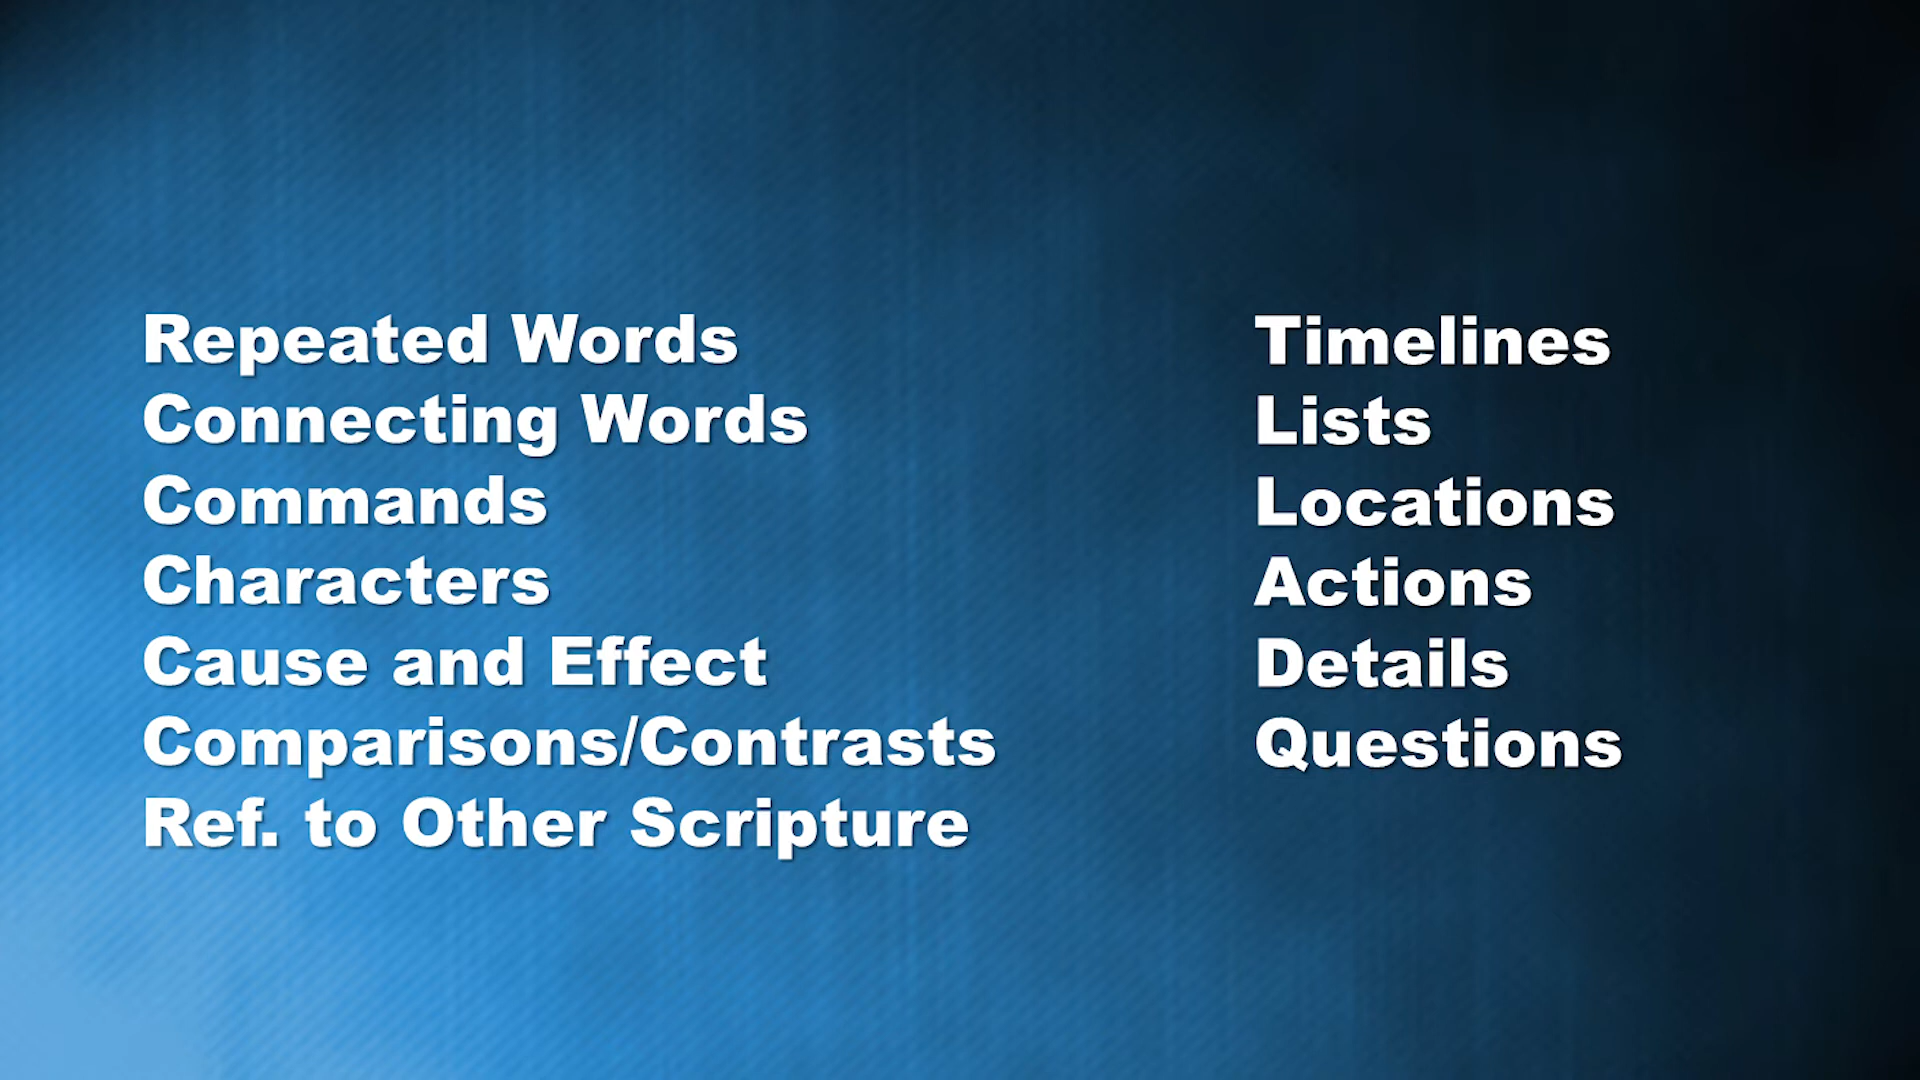 Repeated Words
Connecting Words
Commands
Characters
Cause and Effect
Comparisons/Contrasts
Ref. to Other Scripture
Timelines
Lists
Locations
Actions
Details
Questions